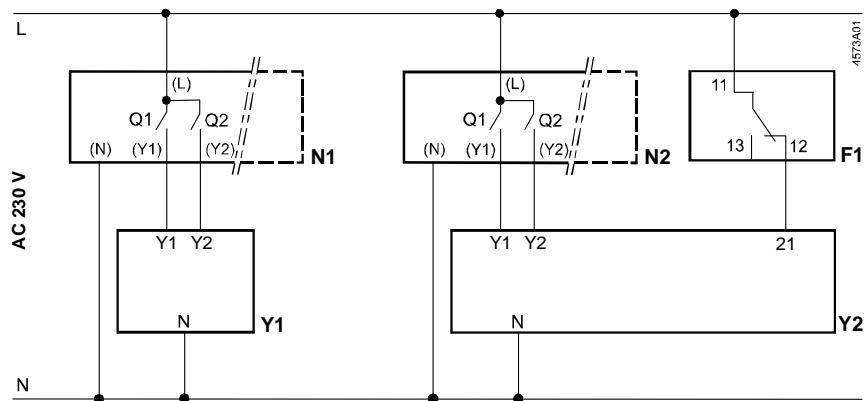 L
4573A01
(L)
(L)
11
Q1 Q2
Q1 Q2
(N) (Y1) (Y2)
N1
(N) (Y1) (Y2)
N2
13 12
F1
AC 230 V
Y1 Y2
Y1 Y2
21
N
Y1
N
Y2
N